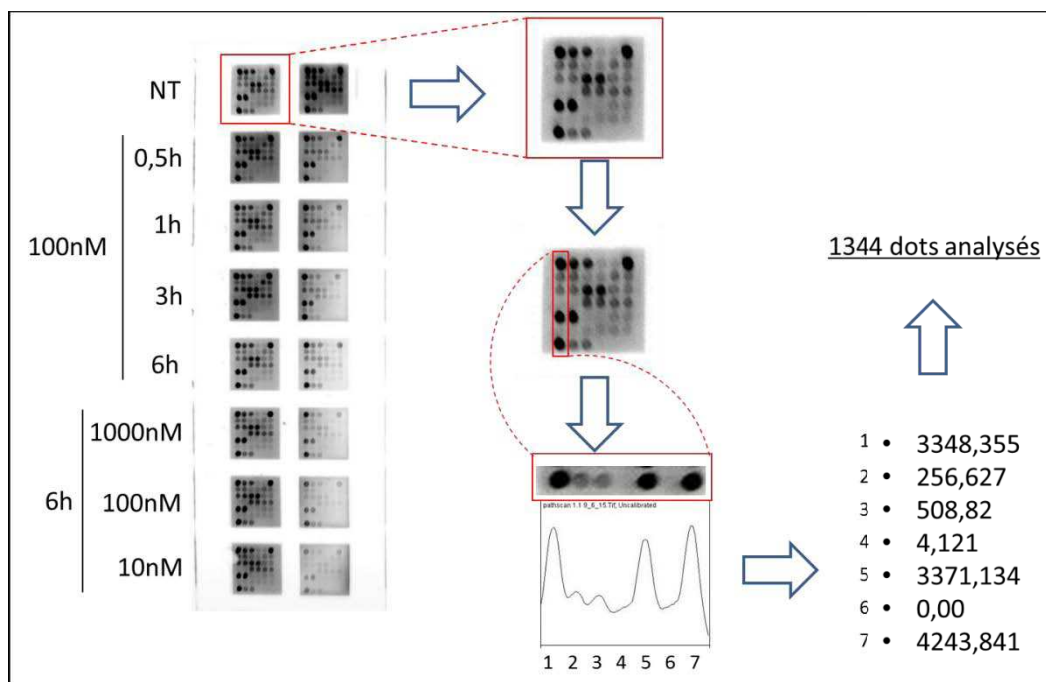 NT
0,5h
1h
100nM
3h
6h
1000nM
6h
100nM
10nM
pathscan 1.1 9_6_15.Tif; Uncalibrated
1 2 3 4 5 6 7
1344 dots analysés
1 • 3348,355
2 • 256,627
3 • 508,82
4 • 4,121
5 • 3371,134
6 • 0,00
7 • 4243,841